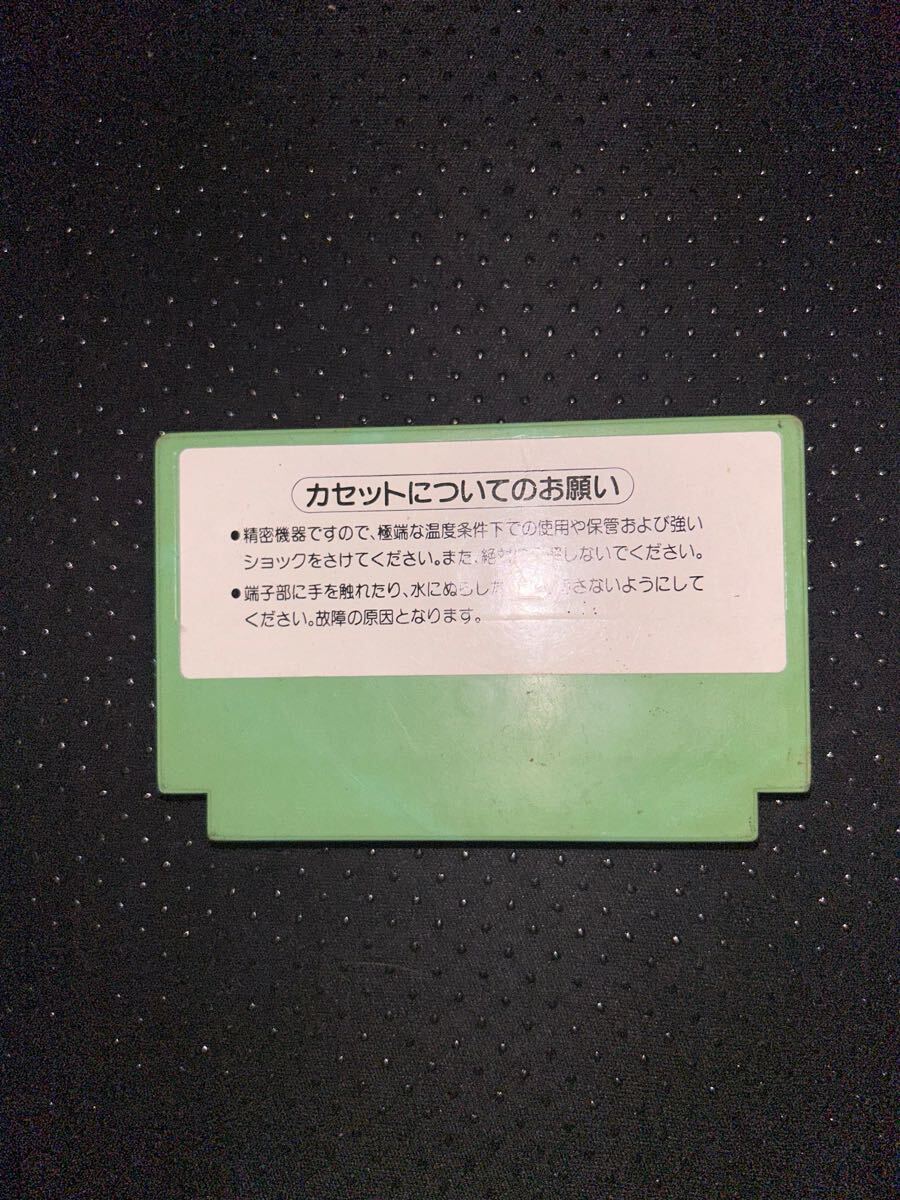 カセットについてのお願い
●精密機器ですので、極端な温度条件下での使用や保管および強い
ショックをさけてください。また、絶対に しないでください。
●端子部に手を触れたり、水にぬらした さないようにして
ください。故障の原因となります。